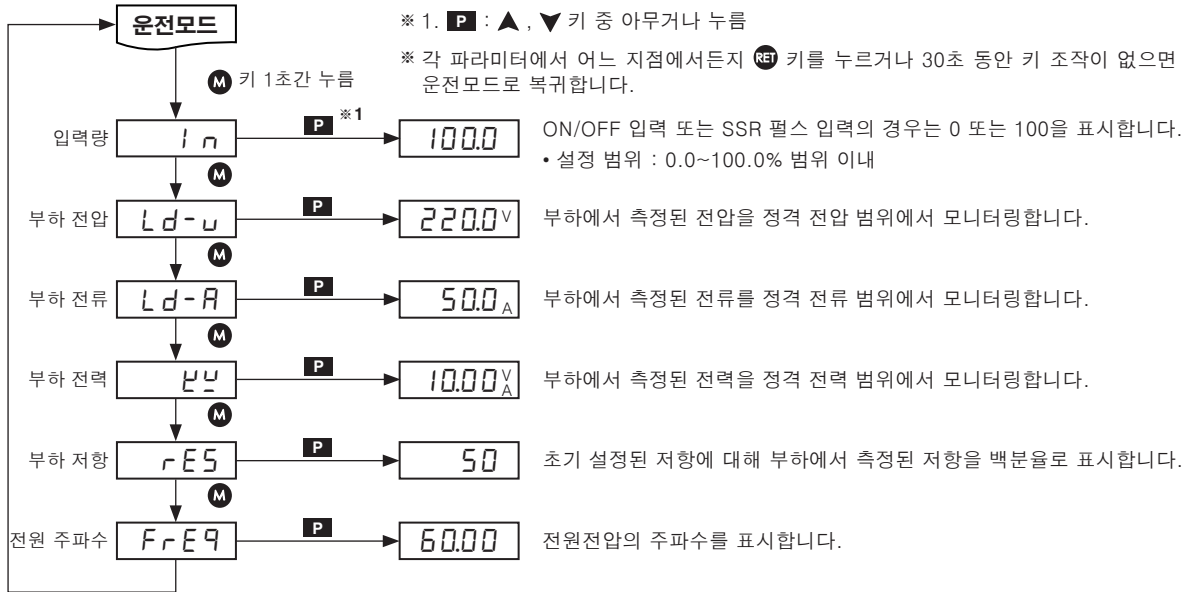 운전모드
※ 1. P : ▲ , ▼ 키 중 아무거나 누름
※ 각 파라미터에서 어느 지점에서든지 RET 키를 누르거나 30초 동안 키 조작이 없으면
운전모드로 복귀합니다.
M 키 1초간 누름
입력량 In P ※1 100.0 ON/OFF 입력 또는 SSR 펄스 입력의 경우는 0 또는 100을 표시합니다.
• 설정 범위 : 0.0~100.0% 범위 이내
M
부하 전압 Ld-u P 220.0 V 부하에서 측정된 전압을 정격 전압 범위에서 모니터링합니다.
M
부하 전류 Ld-A P 50.0 A 부하에서 측정된 전류를 정격 전류 범위에서 모니터링합니다.
M
부하 전력 KW P 10.00 V A 부하에서 측정된 전력을 정격 전력 범위에서 모니터링합니다.
M
부하 저항 rES P 50 초기 설정된 저항에 대해 부하에서 측정된 저항을 백분율로 표시합니다.
M
전원 주파수 FrEq P 60.00 전원전압의 주파수를 표시합니다.